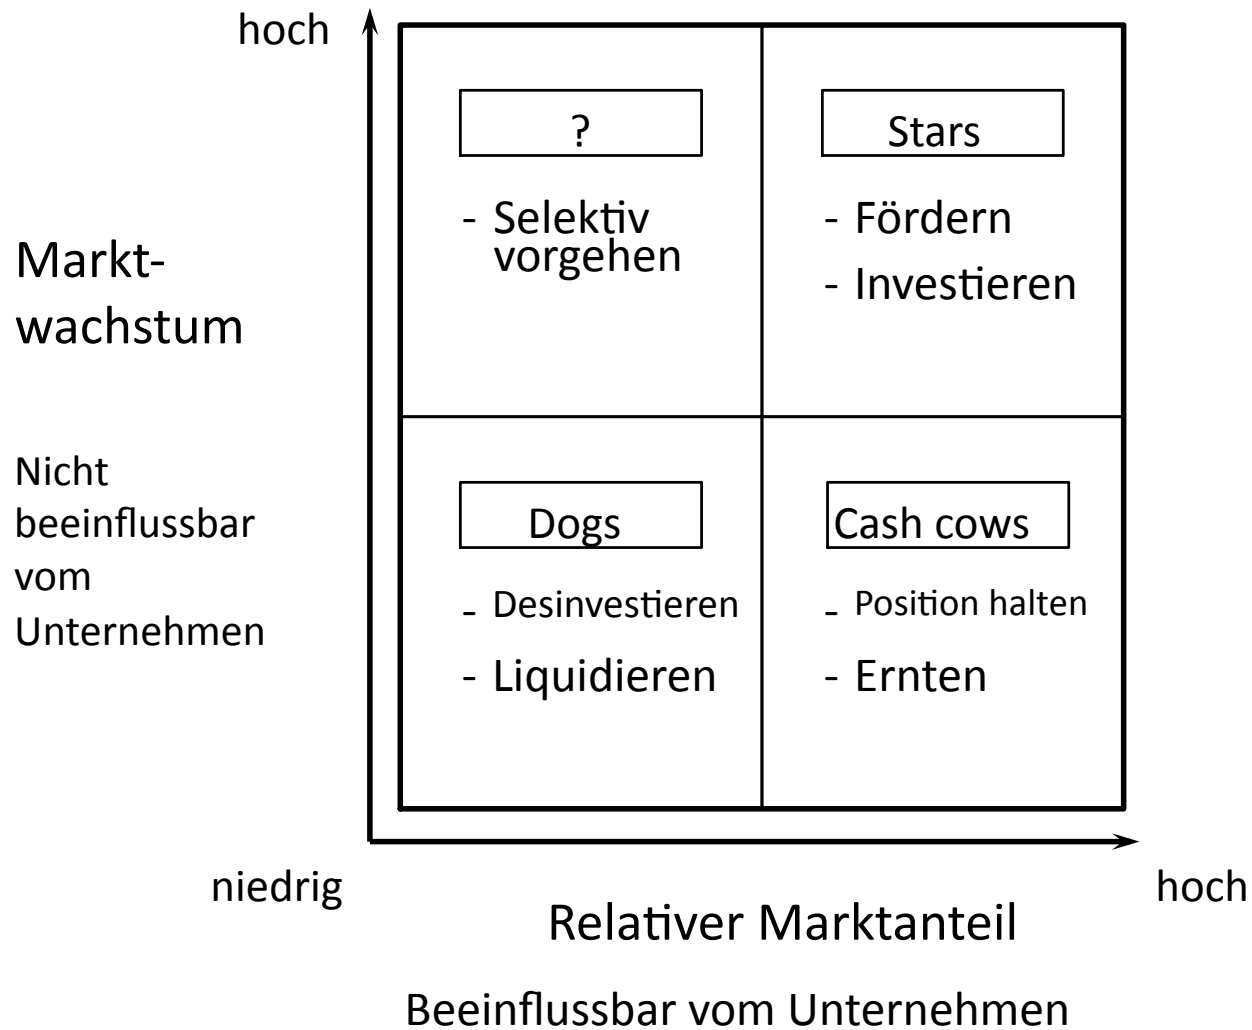 hoch
?
Stars
- Selektiv
vorgehen
- Fördern
- Investieren
Markt-
wachstum
Nicht
beeinflussbar
vom
Unternehmen
Dogs
Cash cows
- Desinvestieren
- Position halten
- Liquidieren
- Ernten
niedrig
hoch
Relativer Marktanteil
Beeinflussbar vom Unternehmen